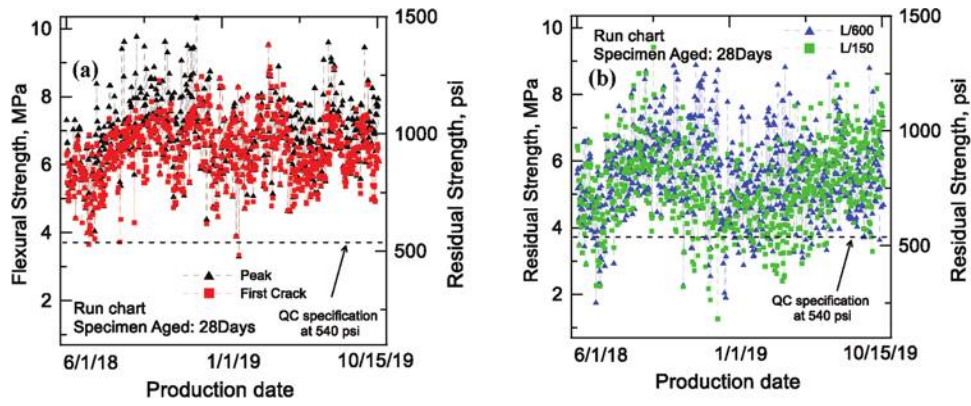 (a)
Flexural Strength, MPa
10
8
6
4
2
Residual Strength, psi
1500
1000
500
Peak
First Crack
QC specification
at 540 psi
Run chart
Specimen Aged: 28Days
6/1/18
1/1/19
10/15/19
Production date
(b)
Run chart
Specimen Aged: 28Days
L/600
L/150
Residual Strength, MPa
10
8
6
4
2
Residual Strength, psi
1500
1000
500
QC specification
at 540 psi
6/1/18
1/1/19
10/15/19
Production date